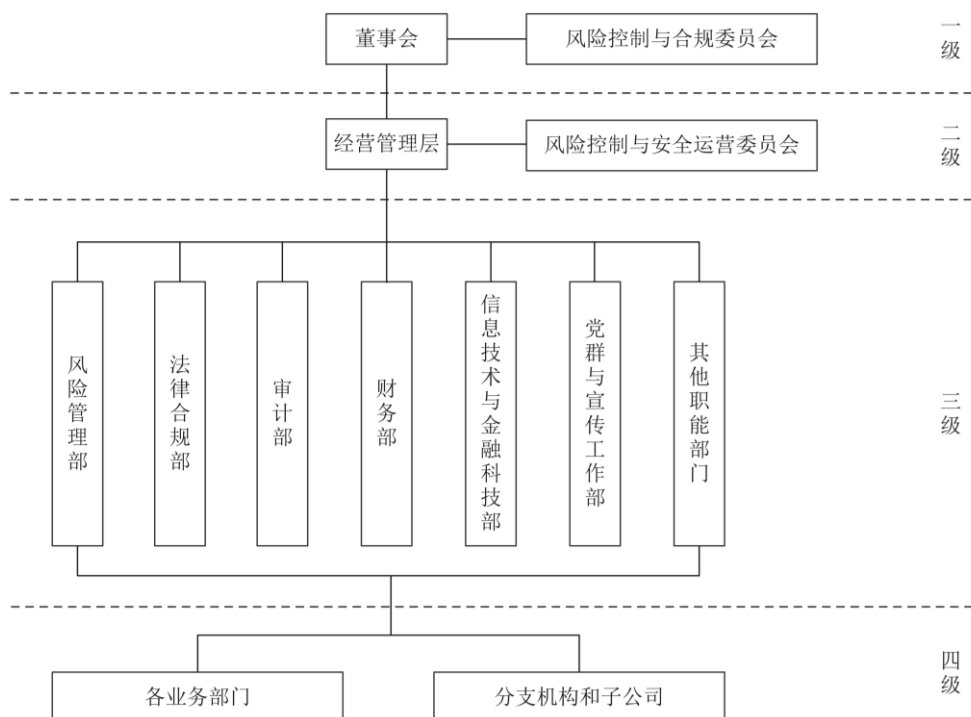 董事会
风险控制与合规委员会
一级
经营管理层
风险控制与安全运营委员会
二级
风险管理部
法律合规部
审计部
财务部
信息技术与金融科技部
党群与宣传工作部
其他职能部门
三级
各业务部门
分支机构和子公司
四级